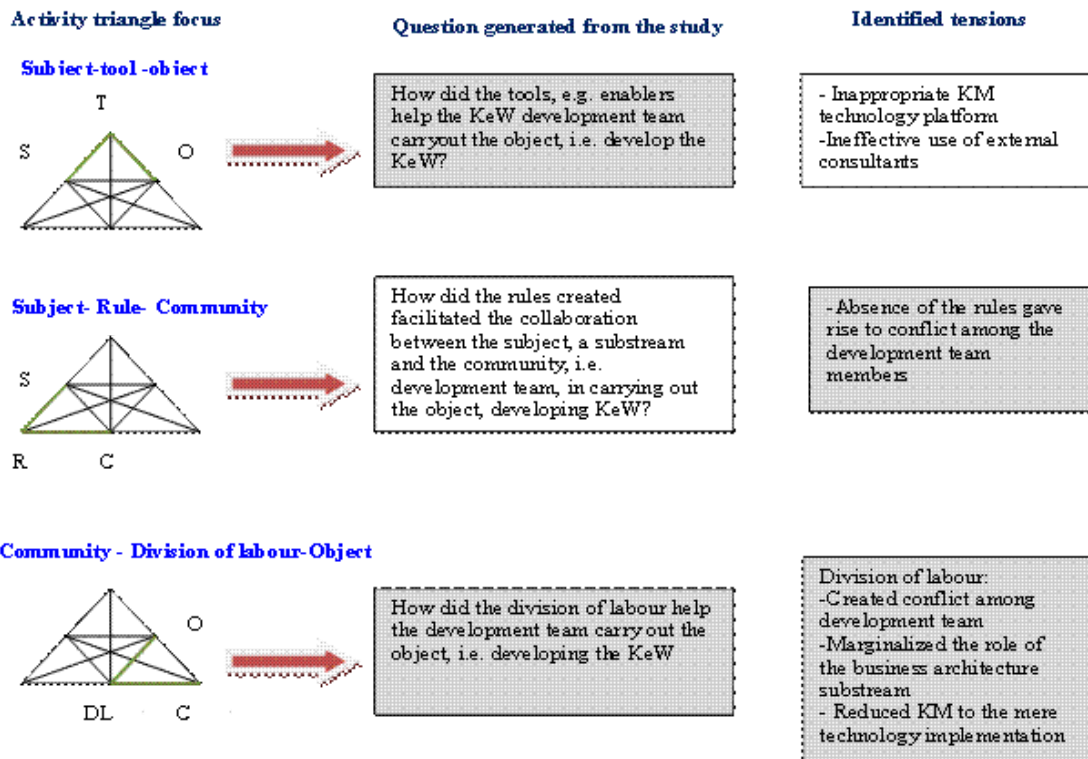 Activity triangle focus
Question generated from the study
Identified tensions
Subject-tool -object
T
S
O
How did the tools, e.g. enablers
help the KeW development team
carryout the object, i.e. develop the
KeW?
- Inappropriate KM
technology platform
-Ineffective use of external
consultants
Subject- Rule- Community
S
R
C
How did the rules created
facilitated the collaboration
between the subject, a substream
and the community, i.e.
development team, in carrying out
the object, developing KeW?
-Absence of the rules gave
rise to conflict among the
development team
members
Community - Division of labour-Object
O
DL
C
How did the division of labour help
the development team carry out the
object, i.e. developing the KeW
Division of labour:
-Created conflict among
development team
-Marginalized the role of
the business architecture
substream
- Reduced KM to the mere
technology implementation